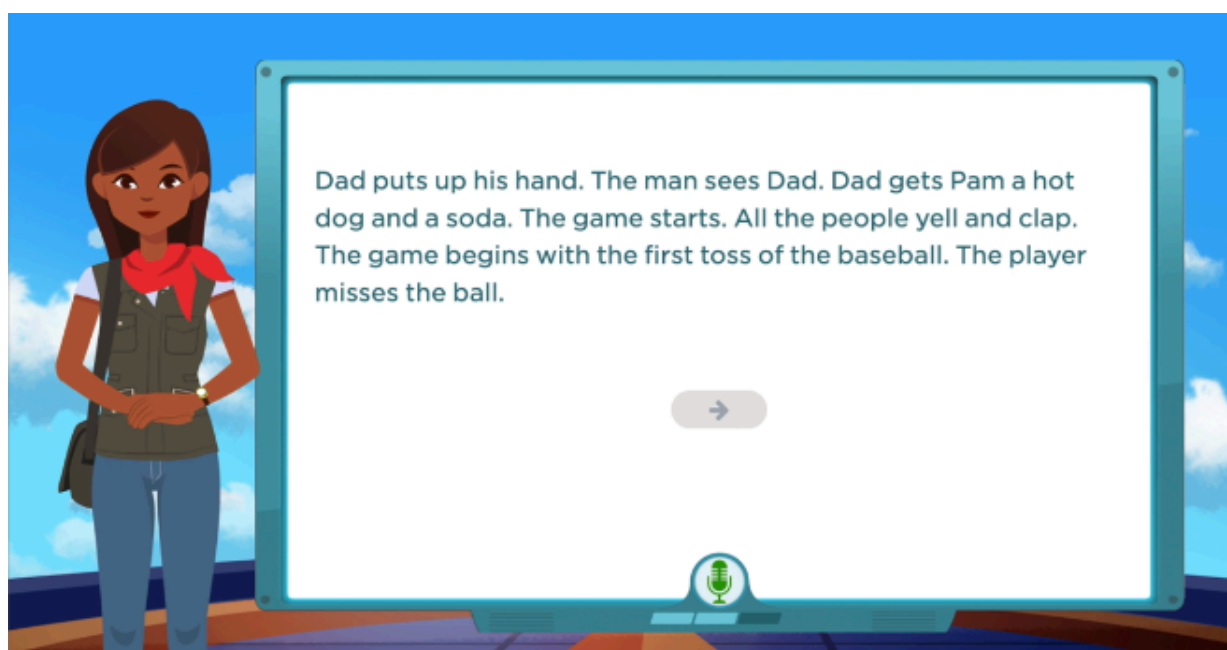 Dad puts up his hand. The man sees Dad. Dad gets Pam a hot
dog and a soda. The game starts. All the people yell and clap.
The game begins with the first toss of the baseball. The player
misses the ball.